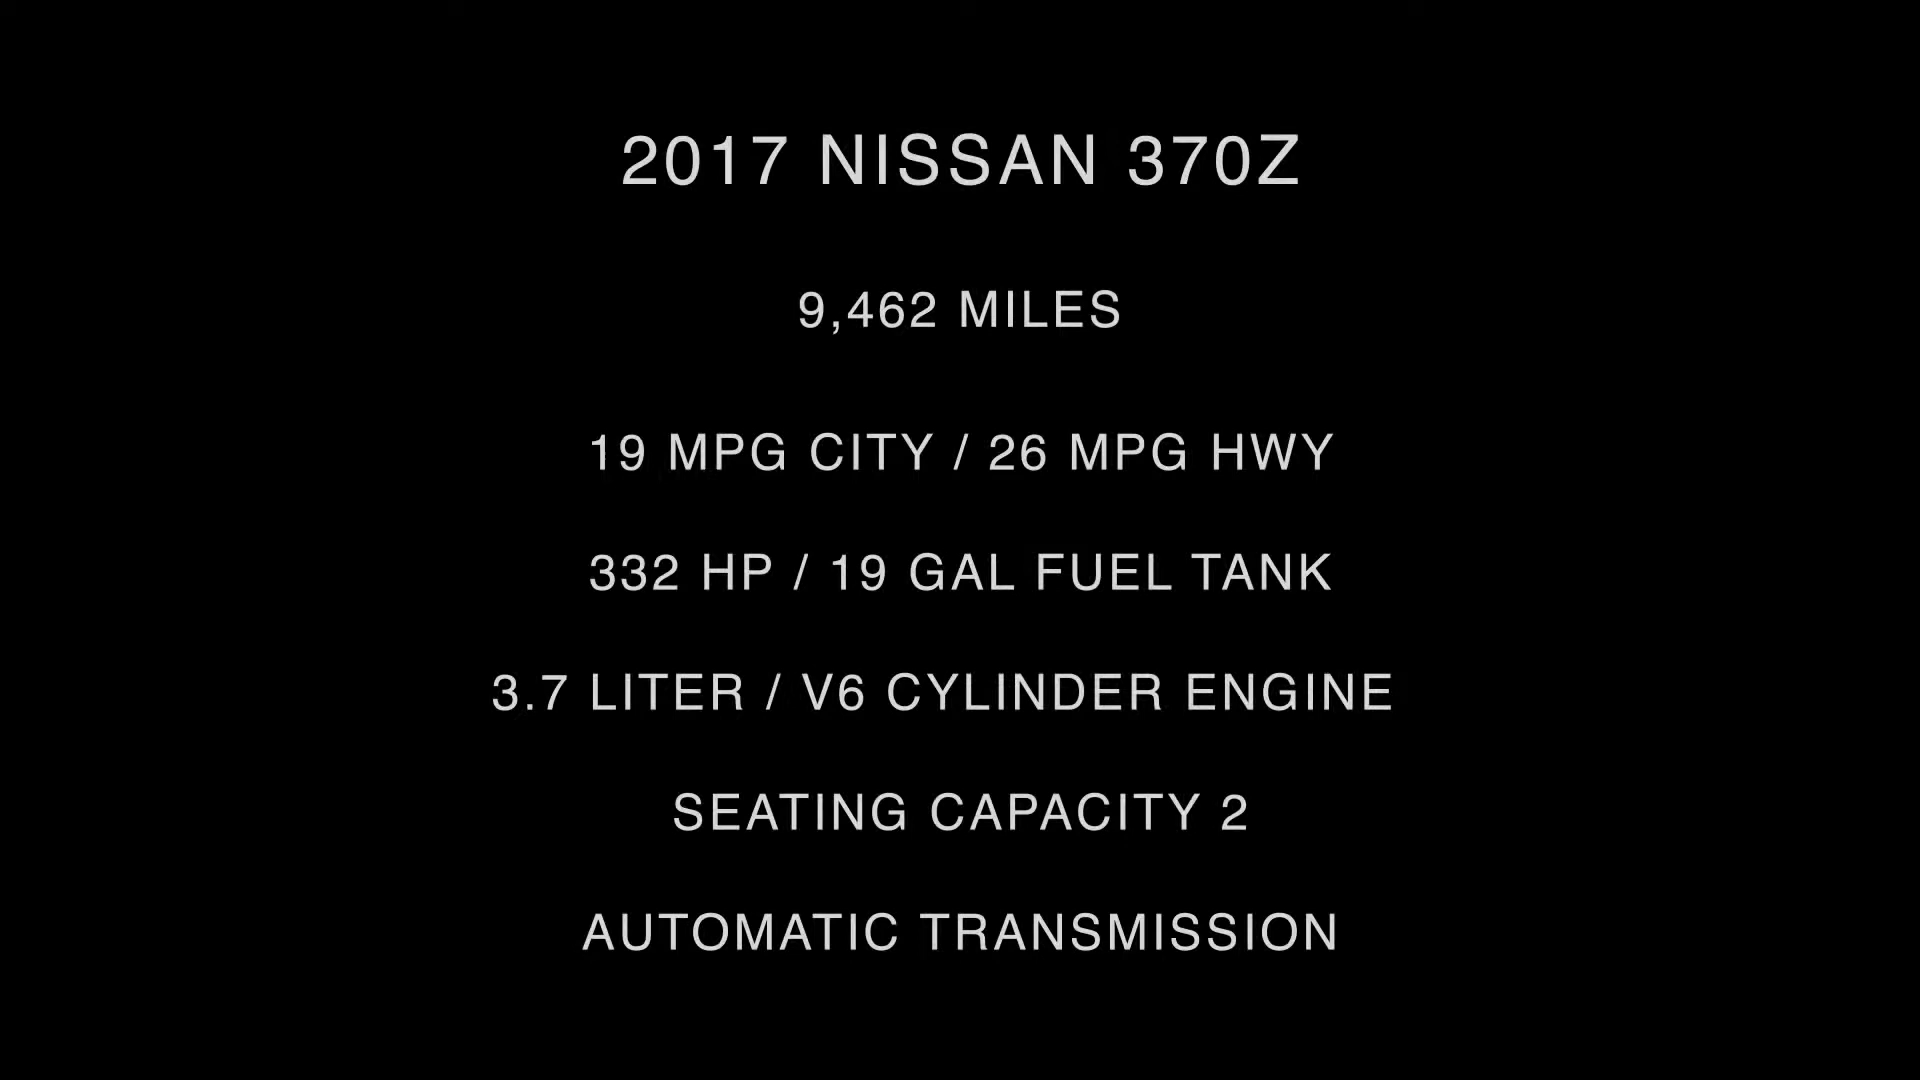 2017 NISSAN 370Z
9,462 MILES
19 MPG CITY / 26 MPG HWY
332 HP / 19 GAL FUEL TANK
3.7 LITER / V6 CYLINDER ENGINE
SEATING CAPACITY 2
AUTOMATIC TRANSMISSION